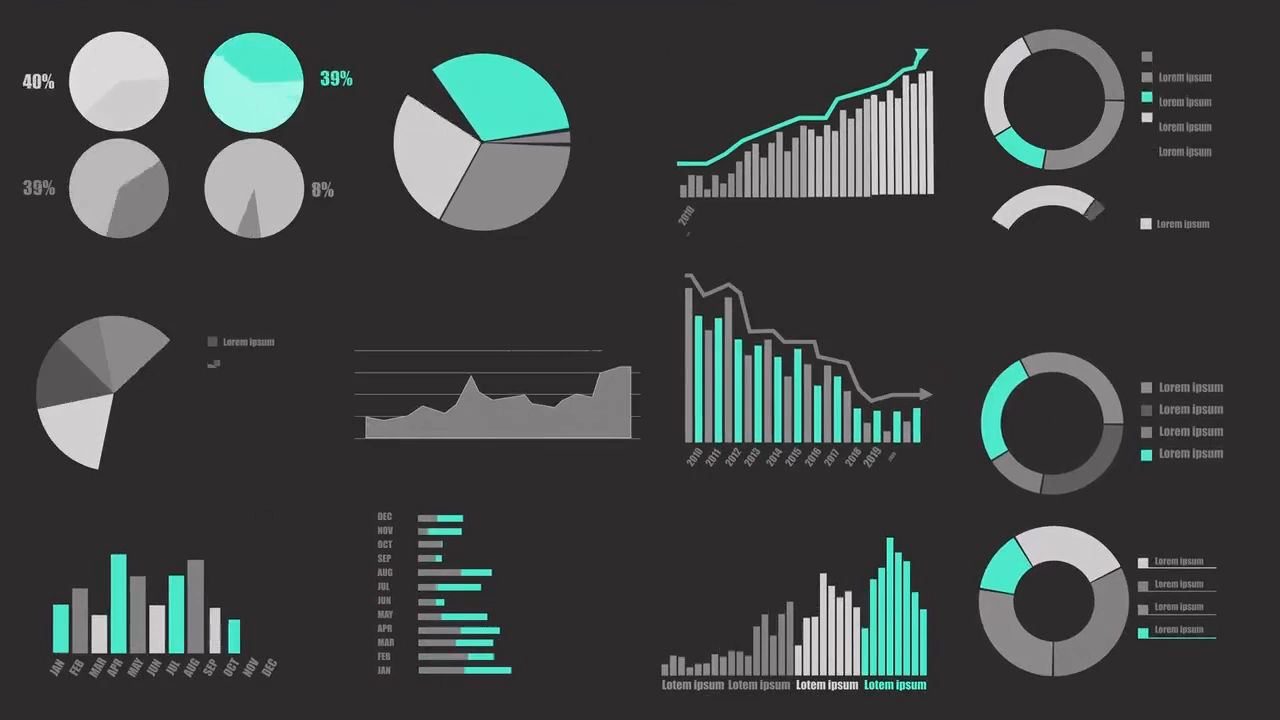 40%
39%
39%
8%
2010
Lorem ipsum
Lorem ipsum
Lorem ipsum
Lorem ipsum
Lorem ipsum
Lorem ipsum
2010
2011
2012
2013
2014
2015
2016
2017
2018
2019
Lorem ipsum
Lorem ipsum
Lorem ipsum
Lorem ipsum
JAN
FEB
MAR
APR
MAY
JUN
JUL
AUG
SEP
OCT
NOV
DEC
DEC
NOV
OCT
SEP
AUG
JUL
JUN
MAY
APR
MAR
FEB
JAN
Lotem ipsum Lotem ipsum Lotem ipsum Lotem ipsum
Lorem ipsum
Lorem ipsum
Lorem ipsum
Lorem ipsum